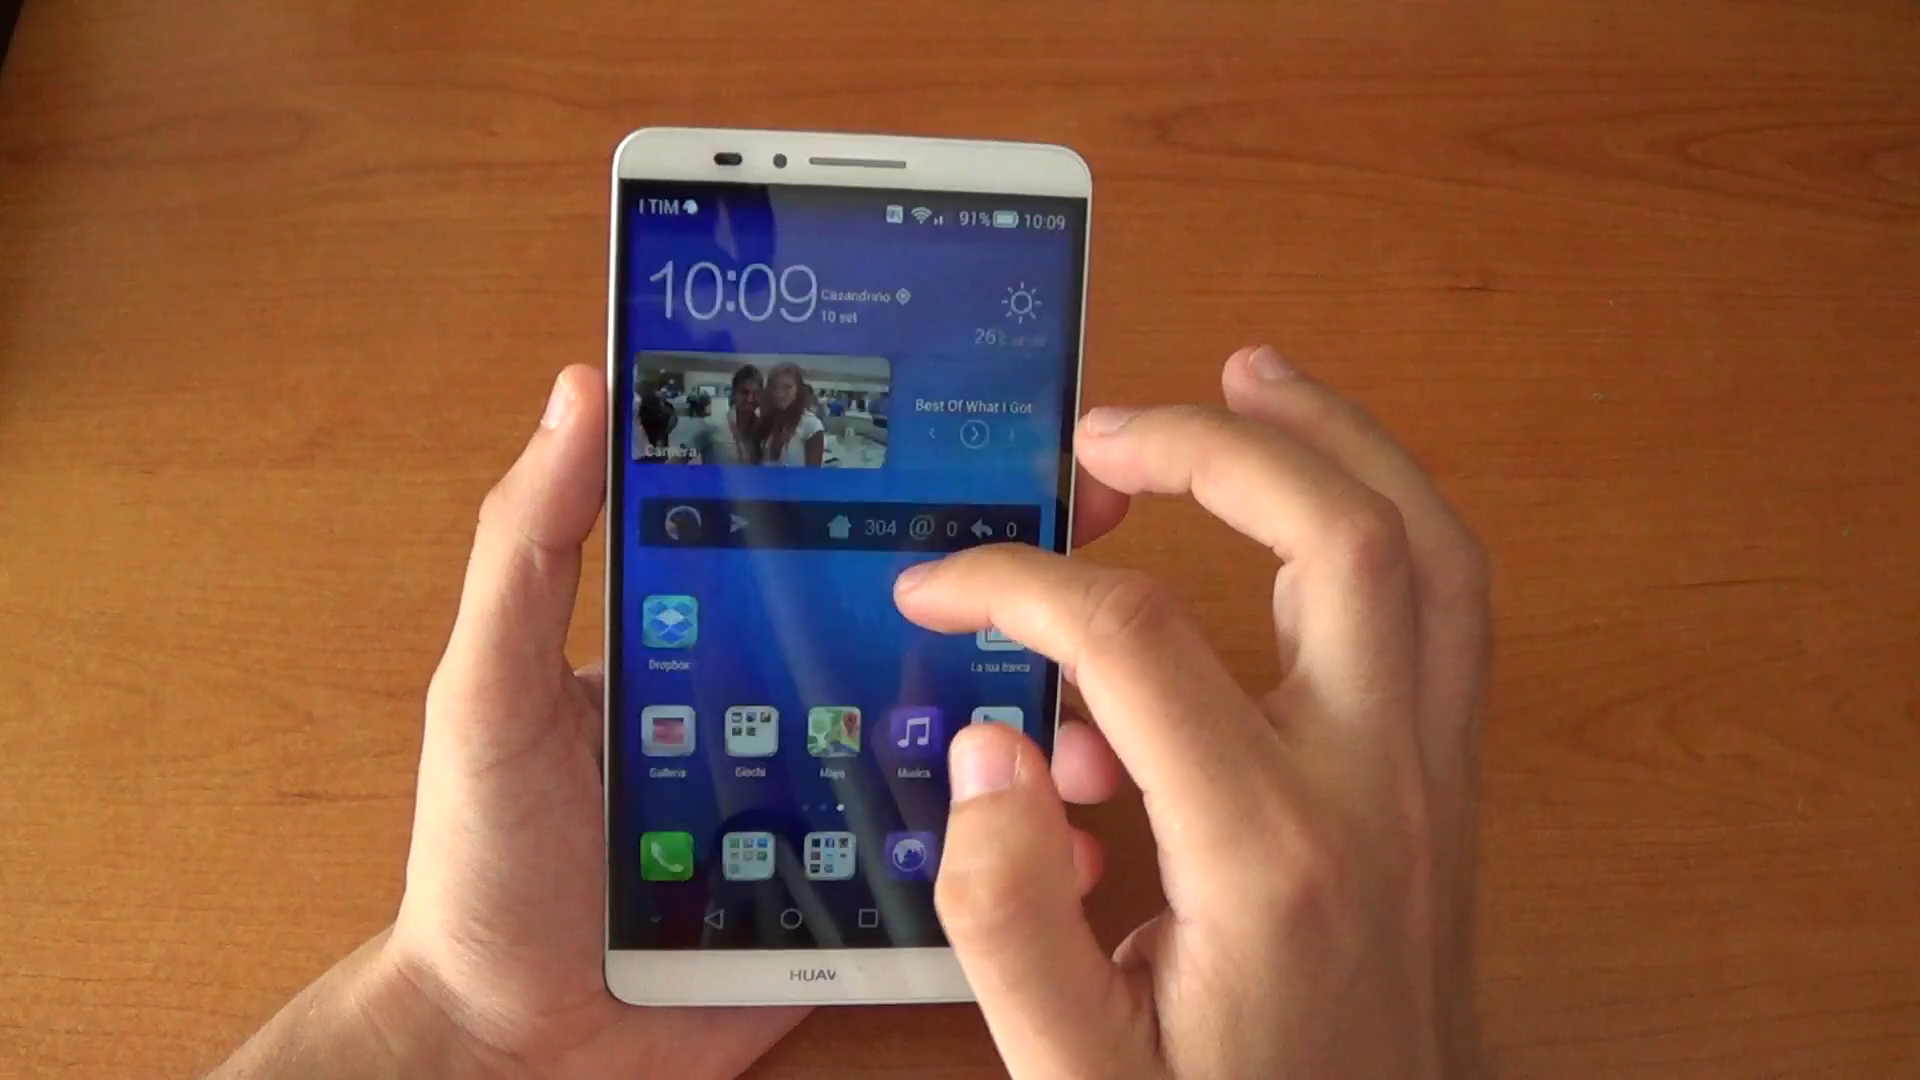 I TIM
91% 10:09
10:09
Casandrino
10 set
26°C
Camera
Best Of What I Got
304 @ 0 0
Dropbox
La tua banca
Galleria Giochi Maps Musica
HUAW